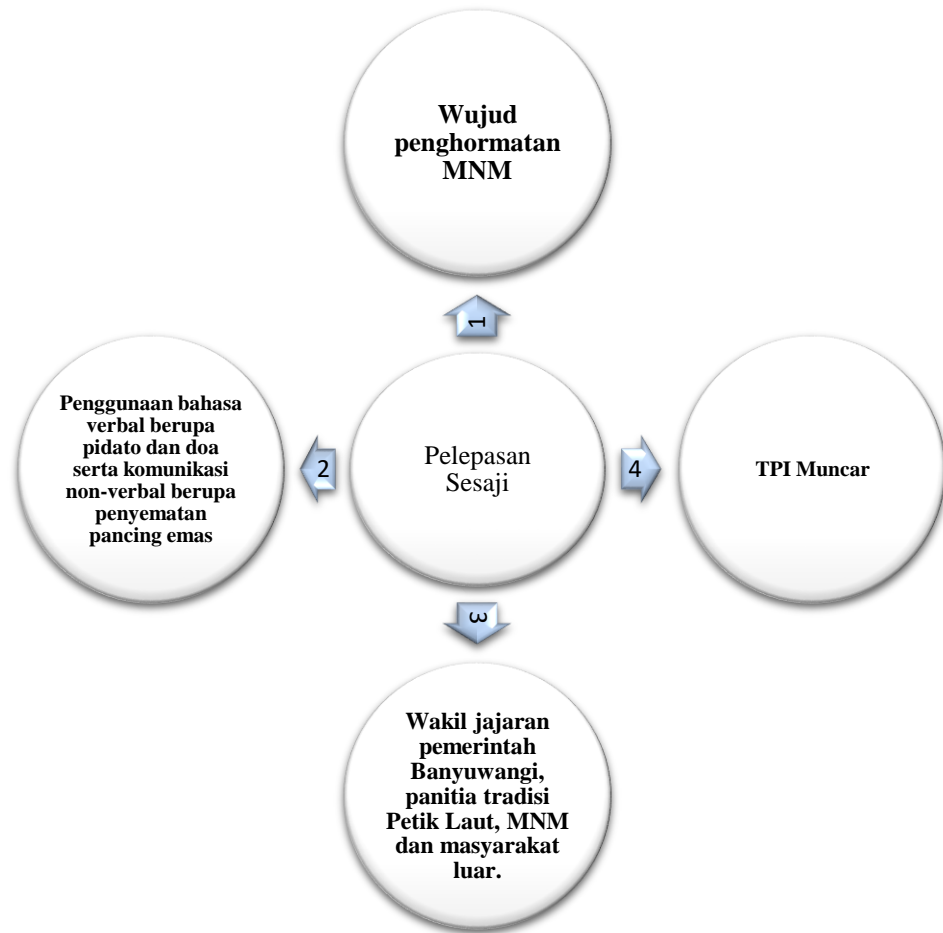 Wujud
penghormatan
MNM
1
Penggunaan bahasa
verbal berupa
pidato dan doa
serta komunikasi
non-verbal berupa
penyematan
pancing emas
2
Pelepasan
Sesaji
4
TPI Muncar
3
Wakil jajaran
pemerintah
Banyuwangi,
panitia tradisi
Petik Laut, MNM
dan masyarakat
luar.